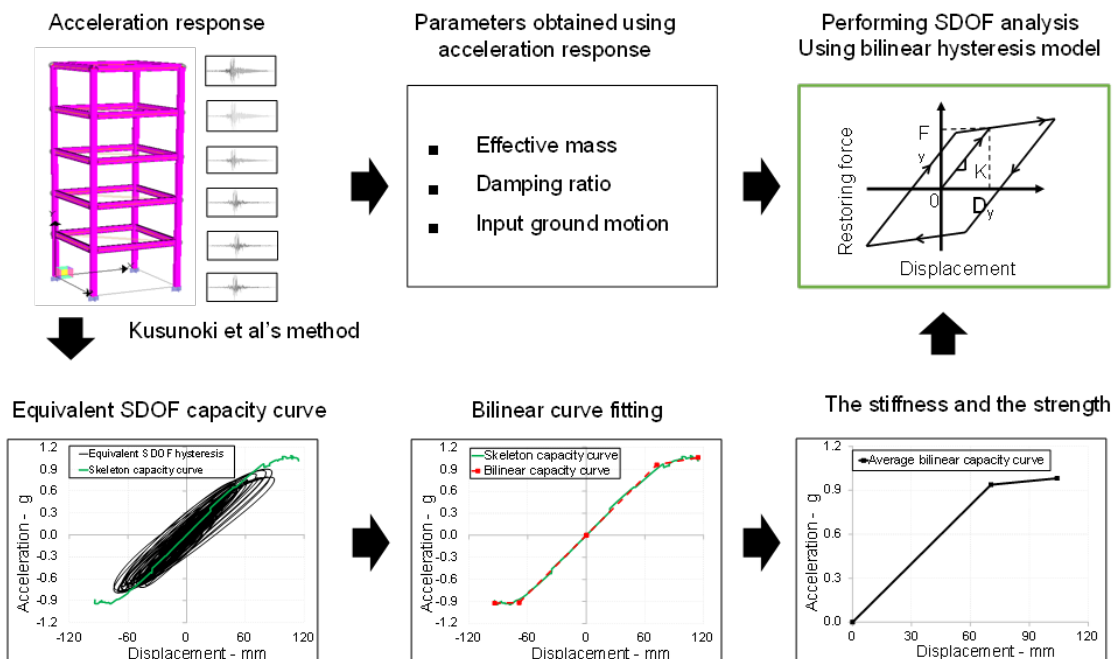 Acceleration response
Parameters obtained using
acceleration response
Performing SDOF analysis
Using bilinear hysteresis model
■ Effective mass
■ Damping ratio
■ Input ground motion
Restoring force
F
y
K
0
D
y
Displacement
Kusunoki et al's method
Equivalent SDOF capacity curve
Acceleration - g
1.2
0.9
0.6
0.3
0.0
-0.3
-0.6
-0.9
-1.2
Equivalent SDOF hysteresis
Skeleton capacity curve
-120 -60 0 60 120
Displacement - mm
Bilinear curve fitting
Acceleration - g
1.2
0.9
0.6
0.3
0.0
-0.3
-0.6
-0.9
-1.2
Skeleton capacity curve
Bilinear capacity curve
-120 -60 0 60 120
Displacement - mm
The stiffness and the strength
Acceleration - g
1.2
0.9
0.6
0.3
0.0
Average bilinear capacity curve
0 30 60 90 120
Displacement - mm